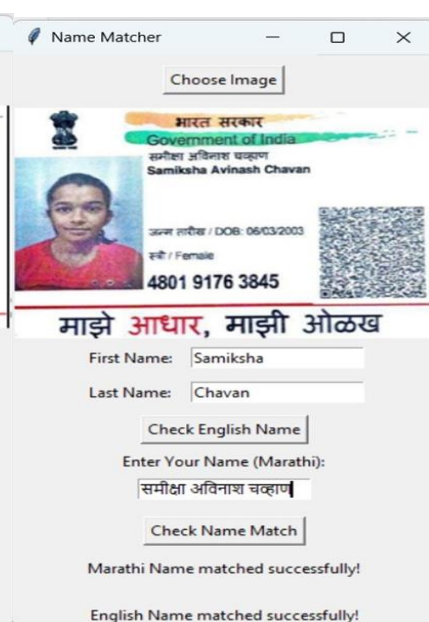 Name Matcher
Choose Image
भारत सरकार
Government of India
समीक्षा अविनाश चव्हाण
Samiksha Avinash Chavan
जन्म तारीख / DOB: 06/03/2003
स्त्री / Female
4801 9176 3845
माझे आधार, माझी ओळख
First Name: Samiksha
Last Name: Chavan
Check English Name
Enter Your Name (Marathi):
समीक्षा अविनाश चव्हाण
Check Name Match
Marathi Name matched successfully!
English Name matched successfully!